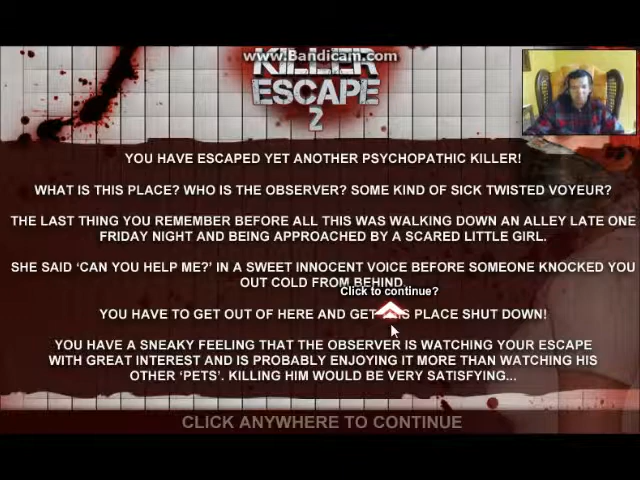 www.Bandicam.com
KILLER
ESCAPE
2
YOU HAVE ESCAPED YET ANOTHER PSYCHOPATHIC KILLER!
WHAT IS THIS PLACE? WHO IS THE OBSERVER? SOME KIND OF SICK TWISTED VOYEUR?
THE LAST THING YOU REMEMBER BEFORE ALL THIS WAS WALKING DOWN AN ALLEY LATE ONE
FRIDAY NIGHT AND BEING APPROACHED BY A SCARED LITTLE GIRL.
SHE SAID ‘CAN YOU HELP ME?’ IN A SWEET INNOCENT VOICE BEFORE SOMEONE KNOCKED YOU
OUT COLD FROM BEHIND.
Click to continue?
YOU HAVE TO GET OUT OF HERE AND GET THIS PLACE SHUT DOWN!
YOU HAVE A SNEAKY FEELING THAT THE OBSERVER IS WATCHING YOUR ESCAPE
WITH GREAT INTEREST AND IS PROBABLY ENJOYING IT MORE THAN WATCHING HIS
OTHER ‘PETS’. KILLING HIM WOULD BE VERY SATISFYING...
CLICK ANYWHERE TO CONTINUE